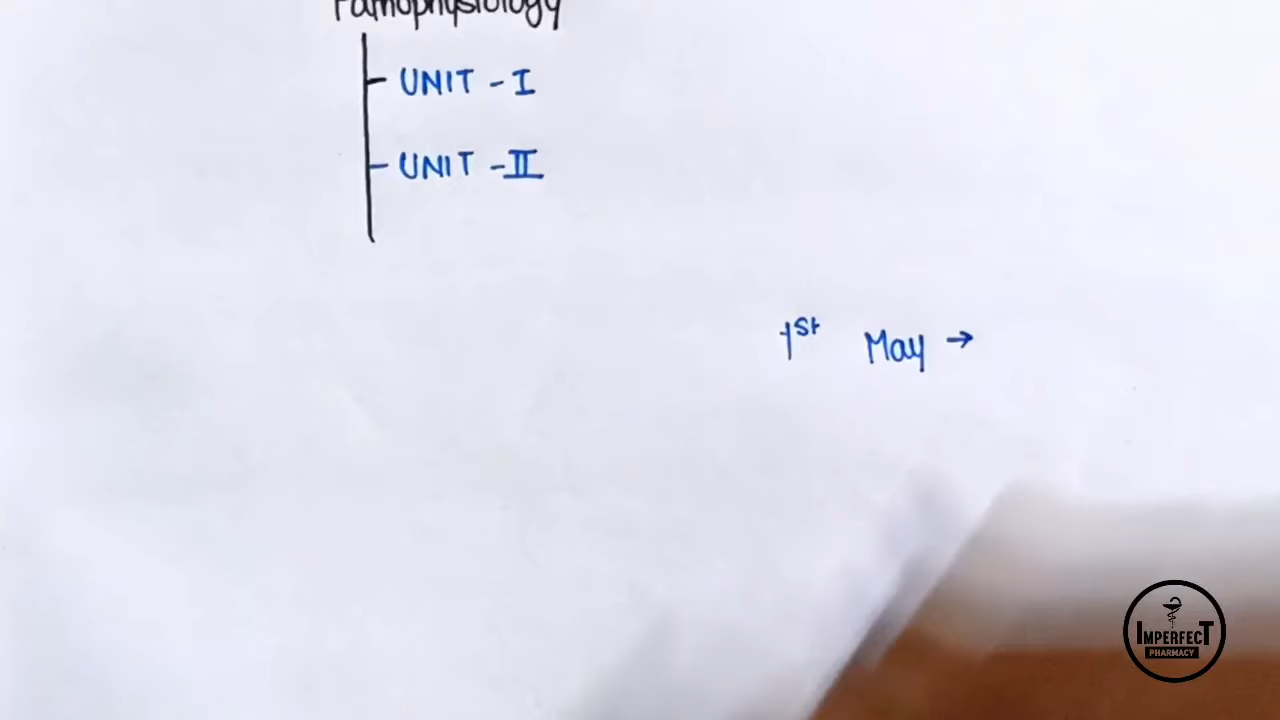 Pathophysiology
UNIT - I
UNIT - II
1st May →
IMPERFECT
PHARMACY